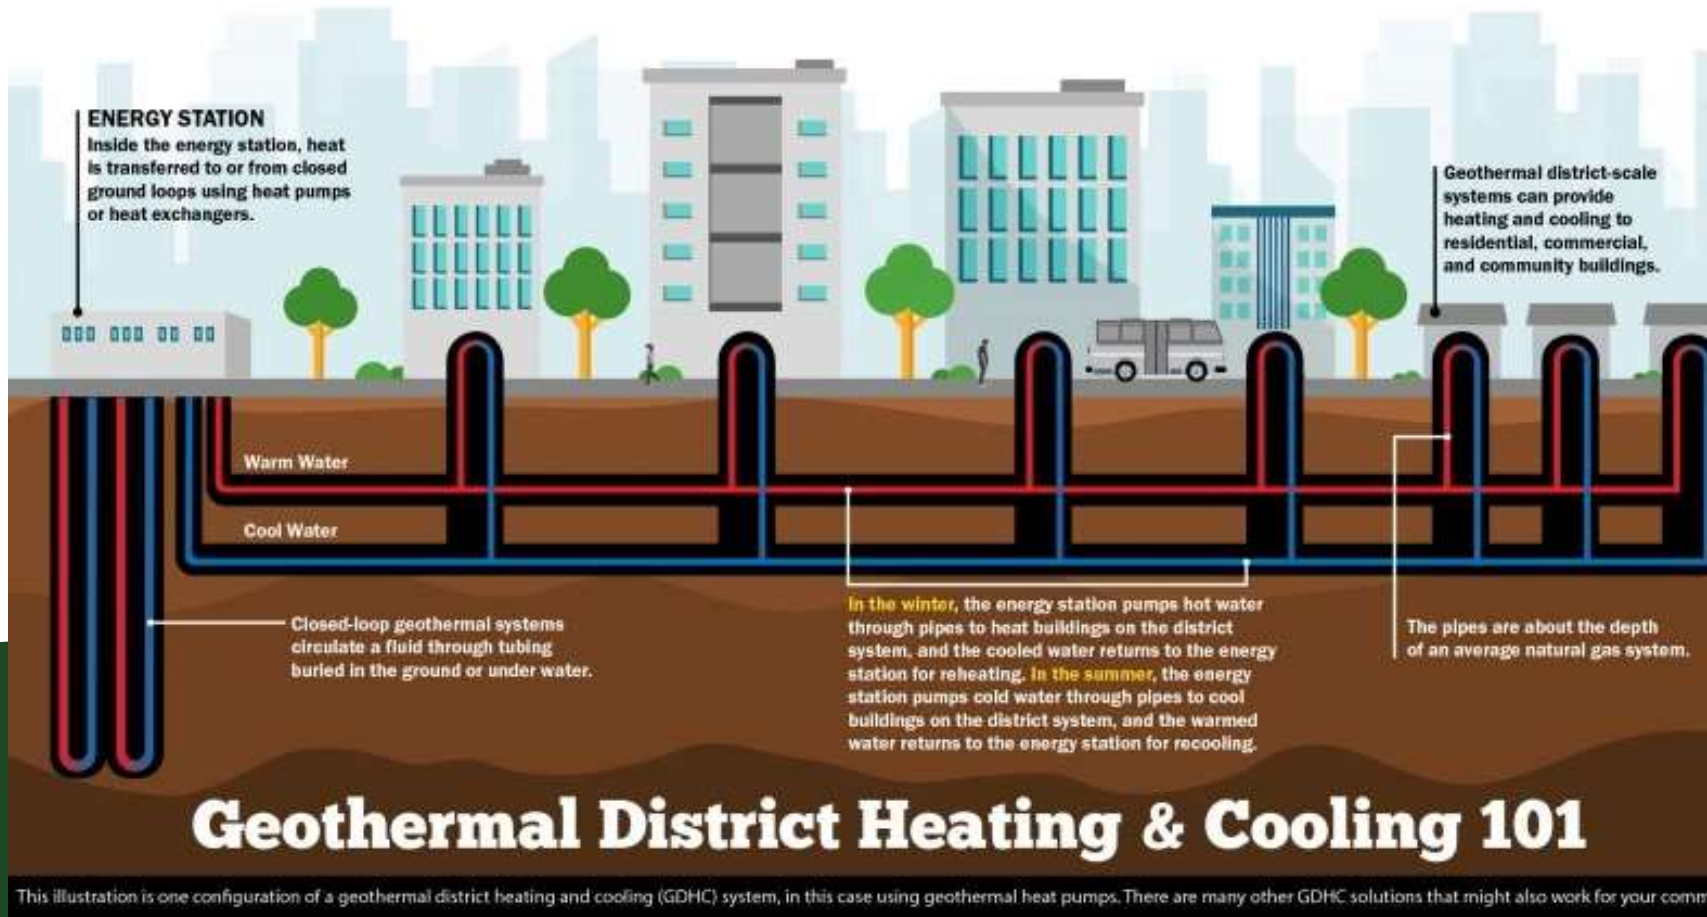 ENERGY STATION
Inside the energy station, heat
is transferred to or from closed
ground loops using heat pumps
or heat exchangers.
Geothermal district-scale
systems can provide
heating and cooling to
residential, commercial,
and community buildings.
Warm Water
Cool Water
Closed-loop geothermal systems
circulate a fluid through tubing
buried in the ground or under water.
In the winter, the energy station pumps hot water
through pipes to heat buildings on the district
system, and the cooled water returns to the energy
station for reheating. In the summer, the energy
station pumps cold water through pipes to cool
buildings on the district system, and the warmed
water returns to the energy station for recooling.
The pipes are about the depth
of an average natural gas system.
Geothermal District Heating & Cooling 101
This illustration is one configuration of a geothermal district heating and cooling (GDHC) system, in this case using geothermal heat pumps. There are many other GDHC solutions that might also work for your